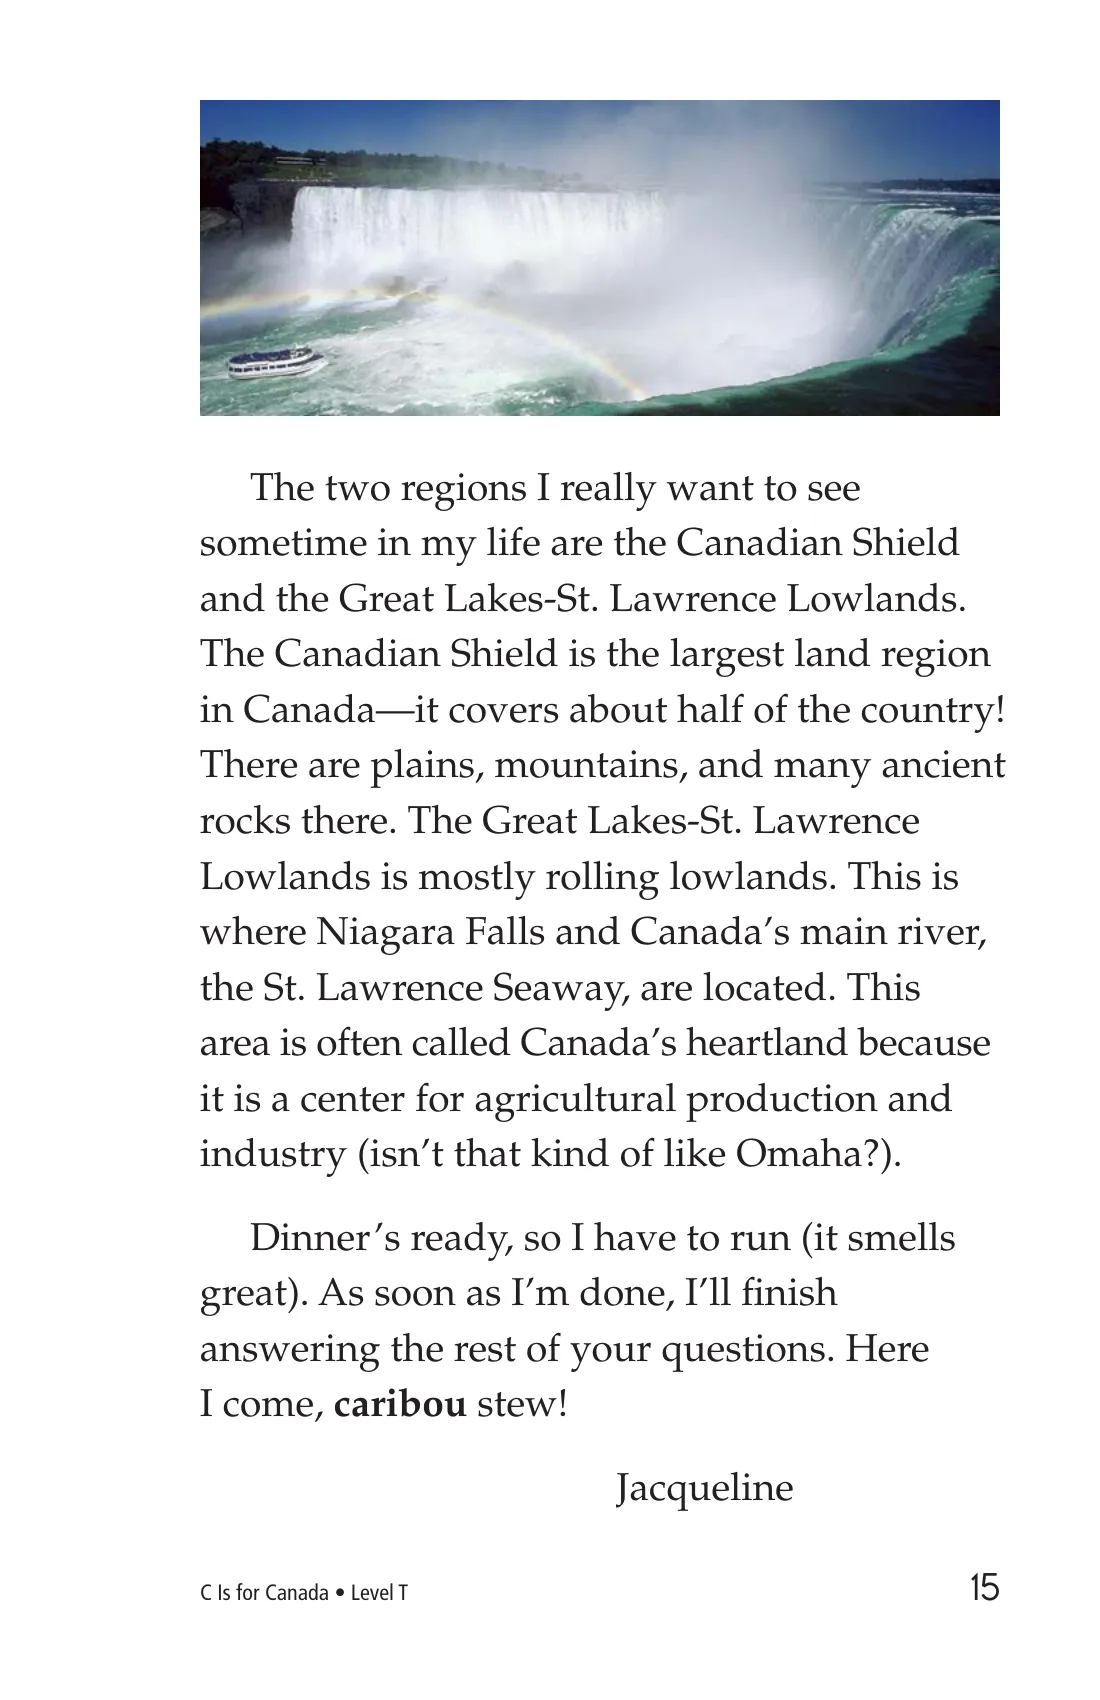 The two regions I really want to see
sometime in my life are the Canadian Shield
and the Great Lakes-St. Lawrence Lowlands.
The Canadian Shield is the largest land region
in Canada—it covers about half of the country!
There are plains, mountains, and many ancient
rocks there. The Great Lakes-St. Lawrence
Lowlands is mostly rolling lowlands. This is
where Niagara Falls and Canada’s main river,
the St. Lawrence Seaway, are located. This
area is often called Canada’s heartland because
it is a center for agricultural production and
industry (isn’t that kind of like Omaha?).
Dinner’s ready, so I have to run (it smells
great). As soon as I’m done, I’ll finish
answering the rest of your questions. Here
I come, caribou stew!
Jacqueline
C Is for Canada • Level T
15